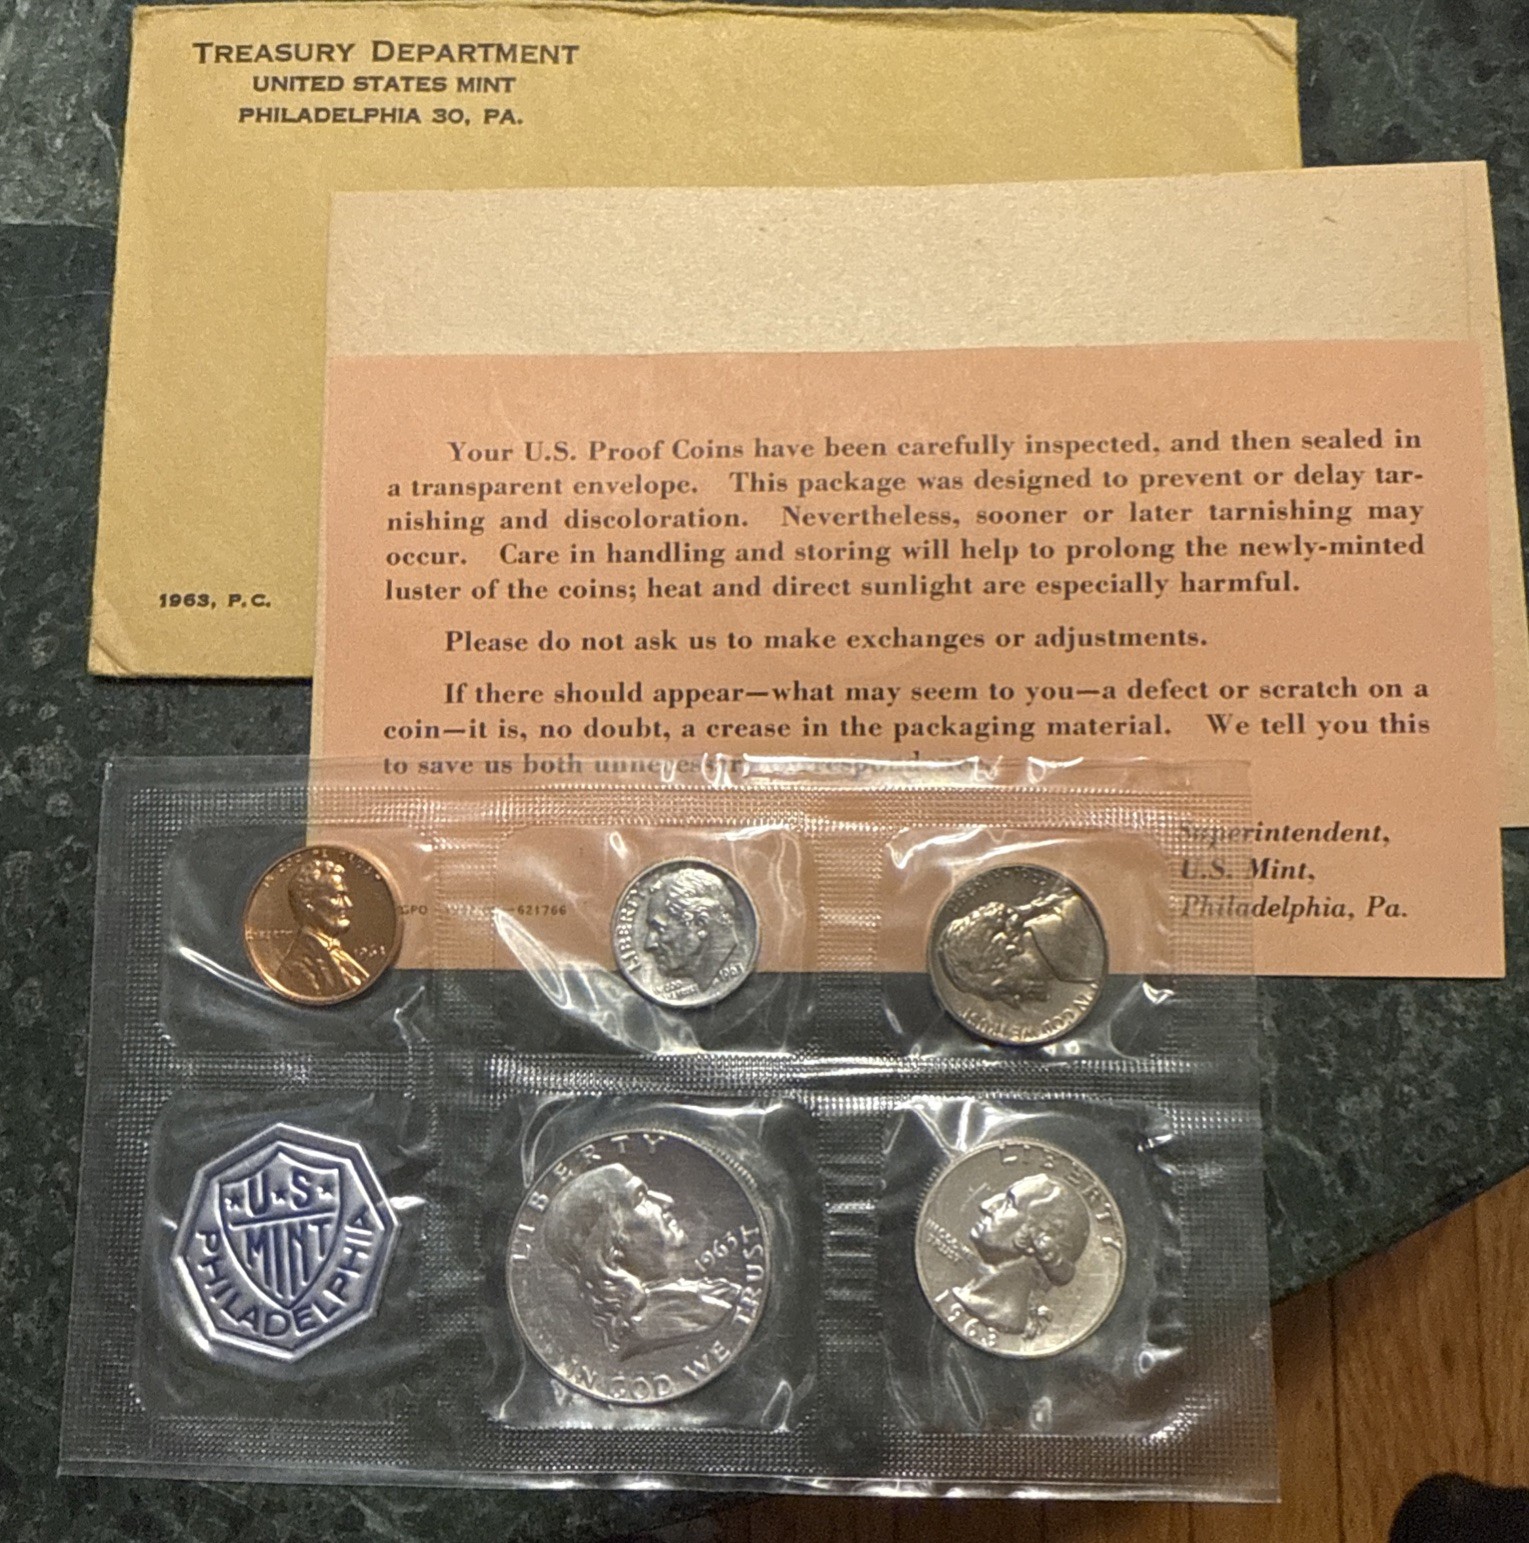 TREASURY DEPARTMENT
UNITED STATES MINT
PHILADELPHIA 30, PA.
1963, P.C.
Your U.S. Proof Coins have been carefully inspected, and then sealed in
a transparent envelope. This package was designed to prevent or delay tar-
nishing and discoloration. Nevertheless, sooner or later tarnishing may
occur. Care in handling and storing will help to prolong the newly-minted
luster of the coins; heat and direct sunlight are especially harmful.
Please do not ask us to make exchanges or adjustments.
If there should appear—what may seem to you—a defect or scratch on a
coin—it is, no doubt, a crease in the packaging material. We tell you this
to save us both unnecessary correspondence.
Superintendent,
U.S. Mint,
Philadelphia, Pa.
GPO
621766
1963
LIBERTY
1963
U.S.
MINT
PHILADELPHIA
LIBERTY
1963
IN GOD WE TRUST
LIBERTY
1963